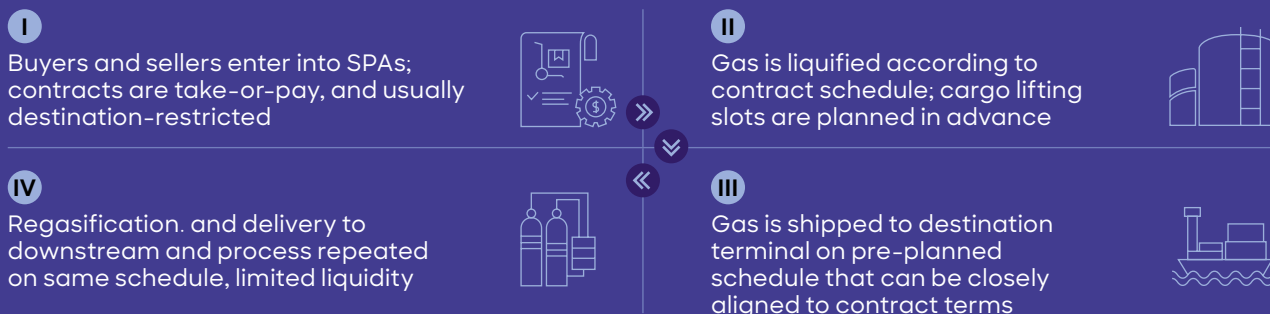 I
Buyers and sellers enter into SPAs;
contracts are take-or-pay, and usually
destination-restricted
$
II
Gas is liquified according to
contract schedule; cargo lifting
slots are planned in advance
III
Gas is shipped to destination
terminal on pre-planned
schedule that can be closely
aligned to contract terms
IV
Regasification. and delivery to
downstream and process repeated
on same schedule, limited liquidity